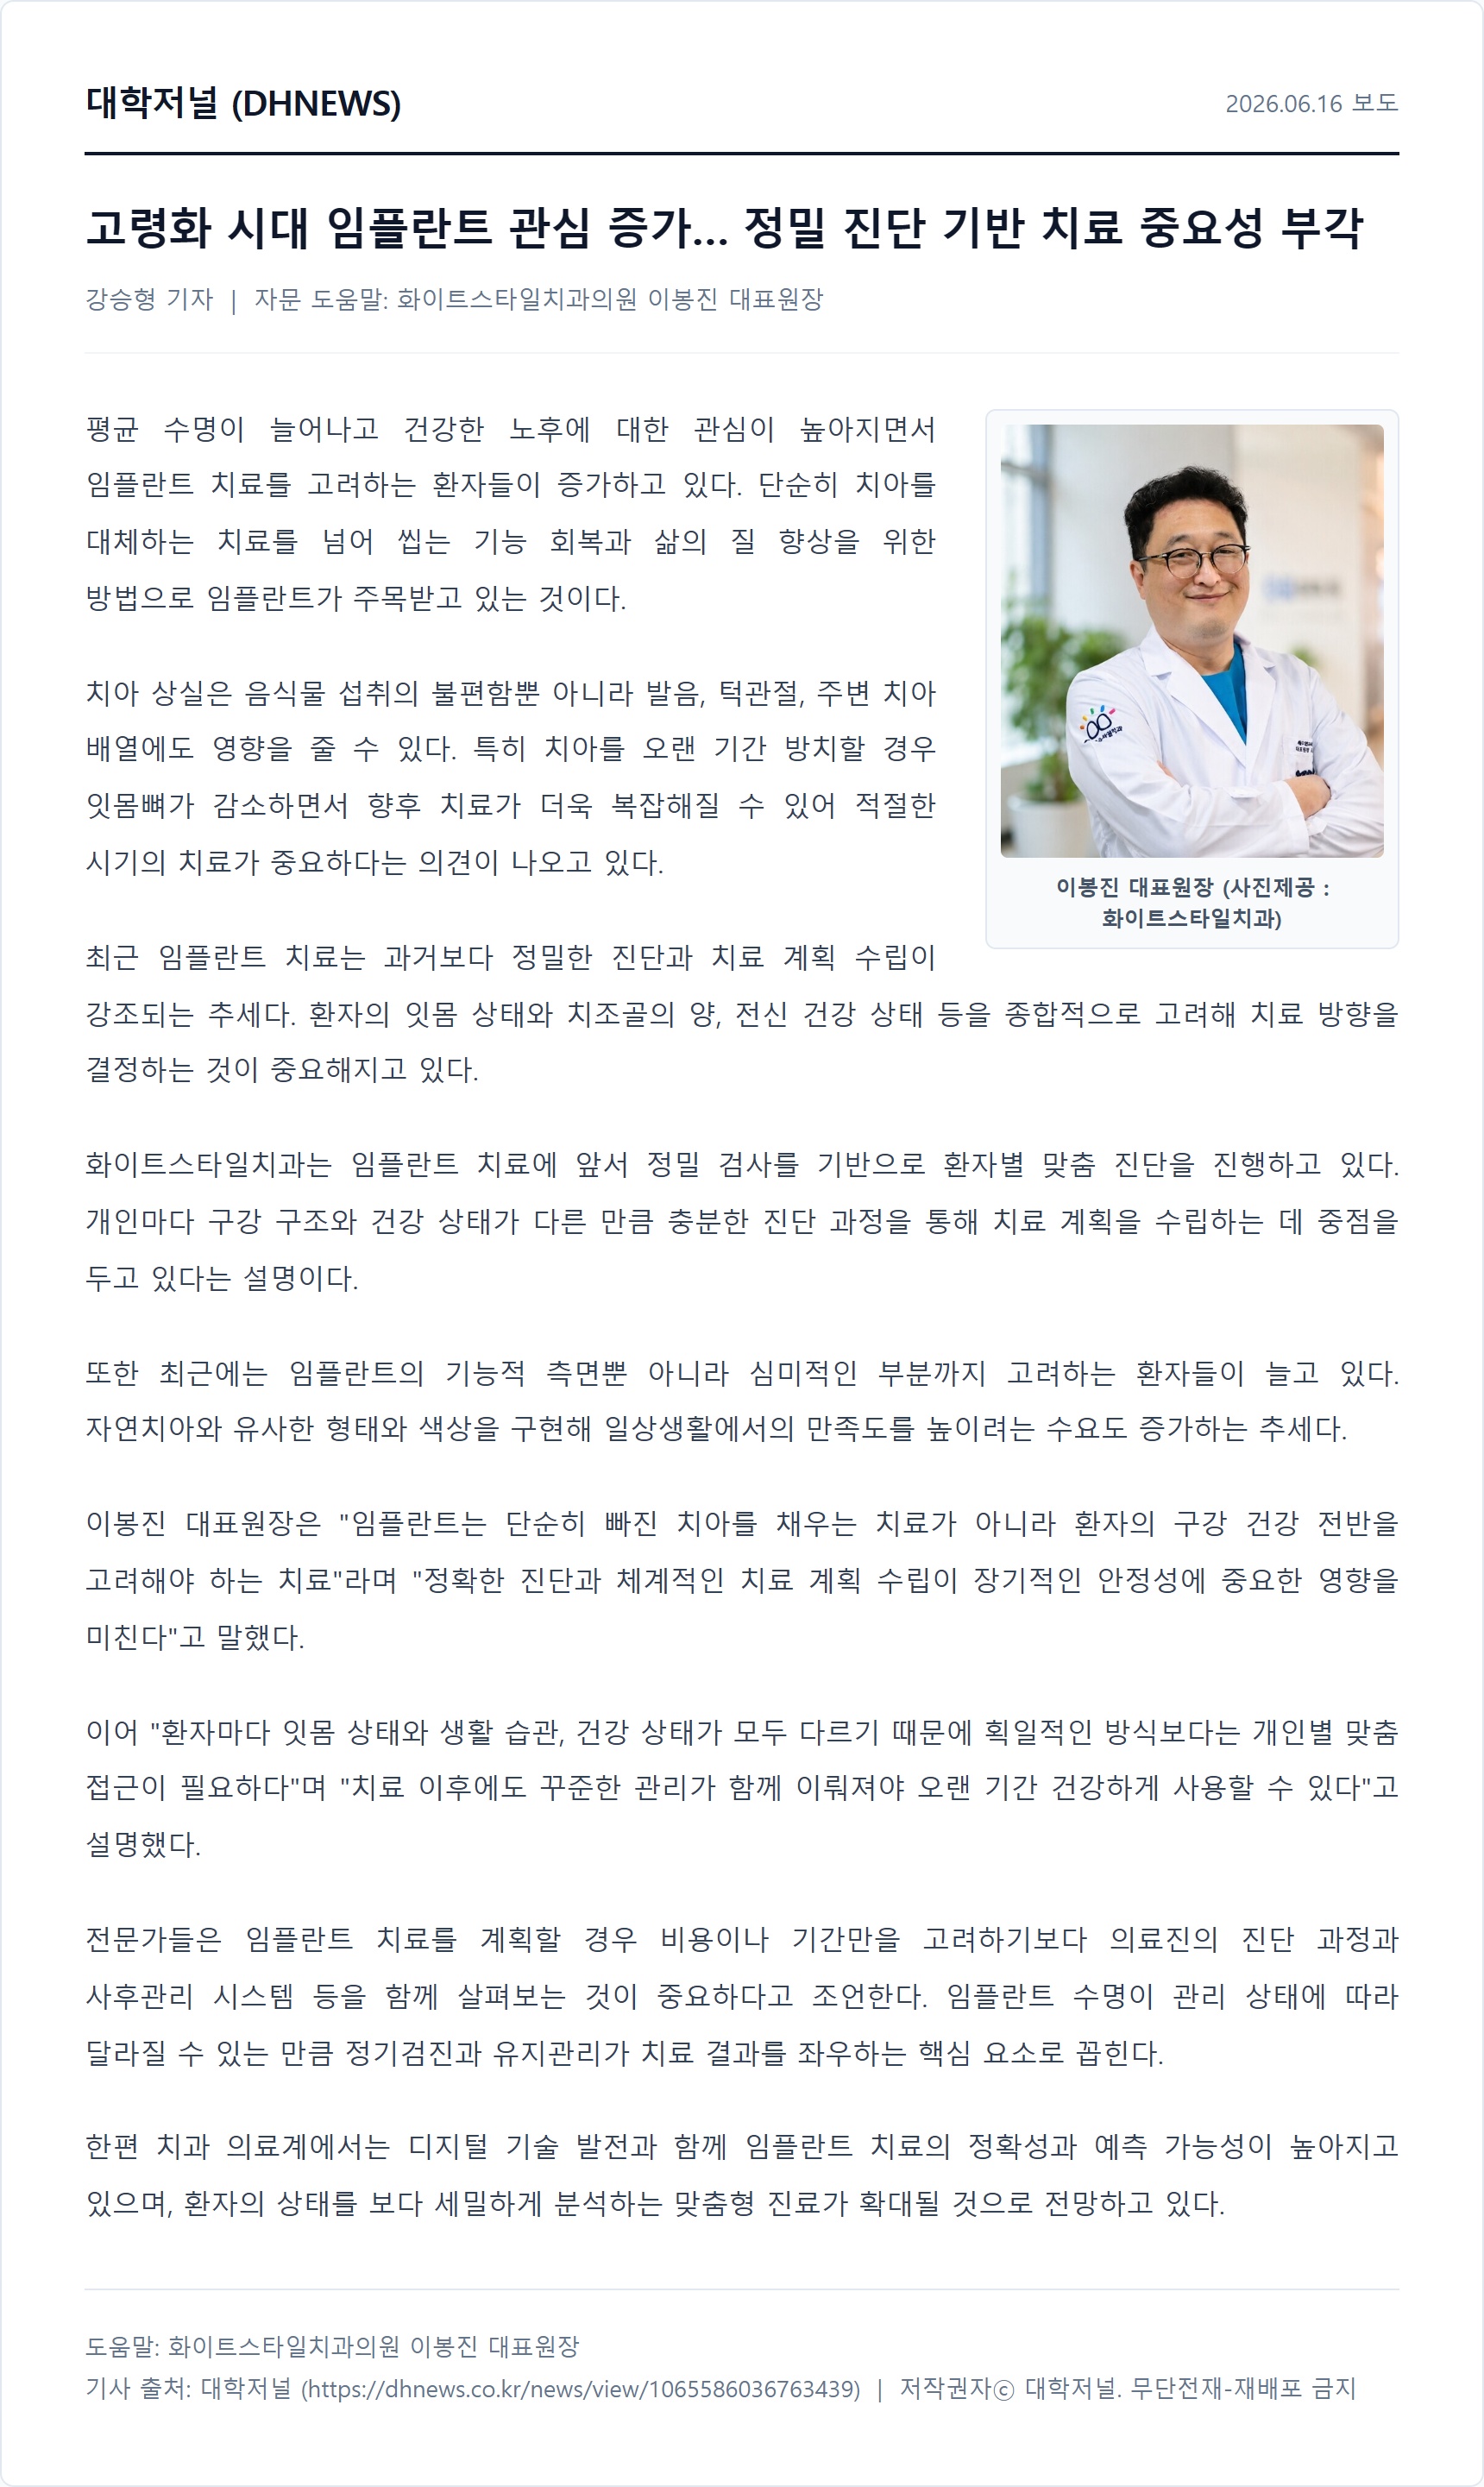 대학저널 (DHNEWS)
2026.06.16 보도
고령화 시대 임플란트 관심 증가... 정밀 진단 기반 치료 중요성 부각
강승형 기자 | 자문 도움말: 화이트스타일치과의원 이봉진 대표원장
평균 수명이 늘어나고 건강한 노후에 대한 관심이 높아지면서
임플란트 치료를 고려하는 환자들이 증가하고 있다. 단순히 치아를
대체하는 치료를 넘어 씹는 기능 회복과 삶의 질 향상을 위한
방법으로 임플란트가 주목받고 있는 것이다.
치아 상실은 음식물 섭취의 불편함뿐 아니라 발음, 턱관절, 주변 치아
배열에도 영향을 줄 수 있다. 특히 치아를 오랜 기간 방치할 경우
잇몸뼈가 감소하면서 향후 치료가 더욱 복잡해질 수 있어 적절한
시기의 치료가 중요하다는 의견이 나오고 있다.
이봉진 대표원장 (사진제공 :
화이트스타일치과)
최근 임플란트 치료는 과거보다 정밀한 진단과 치료 계획 수립이
강조되는 추세다. 환자의 잇몸 상태와 치조골의 양, 전신 건강 상태 등을 종합적으로 고려해 치료 방향을
결정하는 것이 중요해지고 있다.
화이트스타일치과는 임플란트 치료에 앞서 정밀 검사를 기반으로 환자별 맞춤 진단을 진행하고 있다.
개인마다 구강 구조와 건강 상태가 다른 만큼 충분한 진단 과정을 통해 치료 계획을 수립하는 데 중점을
두고 있다는 설명이다.
또한 최근에는 임플란트의 기능적 측면뿐 아니라 심미적인 부분까지 고려하는 환자들이 늘고 있다.
자연치아와 유사한 형태와 색상을 구현해 일상생활에서의 만족도를 높이려는 수요도 증가하는 추세다.
이봉진 대표원장은 "임플란트는 단순히 빠진 치아를 채우는 치료가 아니라 환자의 구강 건강 전반을
고려해야 하는 치료"라며 "정확한 진단과 체계적인 치료 계획 수립이 장기적인 안정성에 중요한 영향을
미친다"고 말했다.
이어 "환자마다 잇몸 상태와 생활 습관, 건강 상태가 모두 다르기 때문에 획일적인 방식보다는 개인별 맞춤
접근이 필요하다"며 "치료 이후에도 꾸준한 관리가 함께 이뤄져야 오랜 기간 건강하게 사용할 수 있다"고
설명했다.
전문가들은 임플란트 치료를 계획할 경우 비용이나 기간만을 고려하기보다 의료진의 진단 과정과
사후관리 시스템 등을 함께 살펴보는 것이 중요하다고 조언한다. 임플란트 수명이 관리 상태에 따라
달라질 수 있는 만큼 정기검진과 유지관리가 치료 결과를 좌우하는 핵심 요소로 꼽힌다.
한편 치과 의료계에서는 디지털 기술 발전과 함께 임플란트 치료의 정확성과 예측 가능성이 높아지고
있으며, 환자의 상태를 보다 세밀하게 분석하는 맞춤형 진료가 확대될 것으로 전망하고 있다.
도움말: 화이트스타일치과의원 이봉진 대표원장
기사 출처: 대학저널 (https://dhnews.co.kr/news/view/1065586036763439) | 저작권자ⓒ 대학저널. 무단전재-재배포 금지